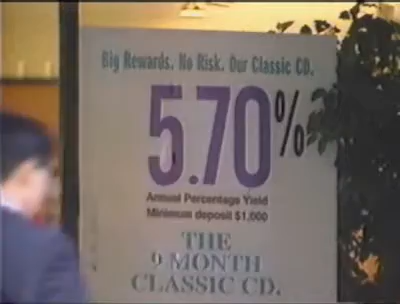 Big Rewards. No Risk. Our Classic CD.
5.70%
Annual Percentage Yield
Minimum deposit $1,000
THE
9 MONTH
CLASSIC CD.